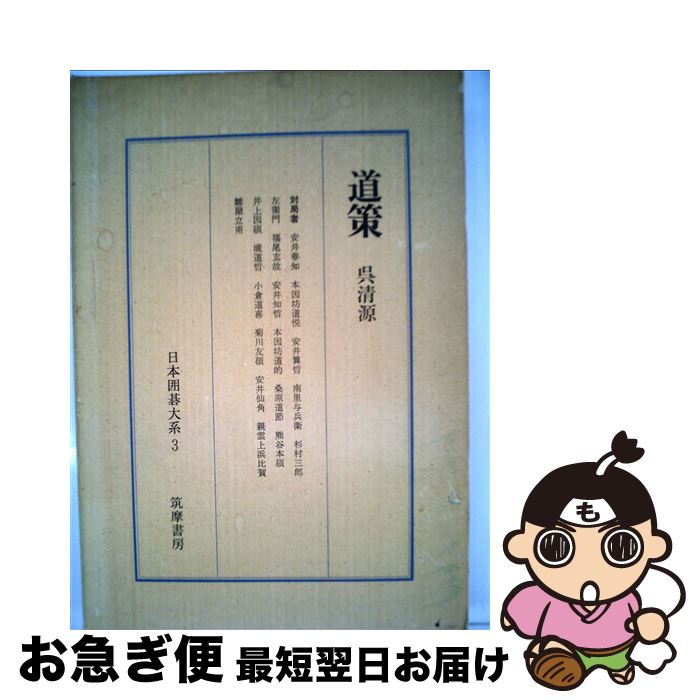 道策
呉清源
対局者 安井春知 本因坊道悦 安井算哲 南里与兵衛 杉村三郎
左衛門 福尾玄故 安井知哲 本因坊道的 桑原道節 熊谷本碩
井上因碩 境道哲 小倉道喜 菊川友碩 安井仙角 親雲上浜比賀
雛屋立甫
日本囲碁大系 3
筑摩書房
も
お急ぎ便 最短翌日お届け